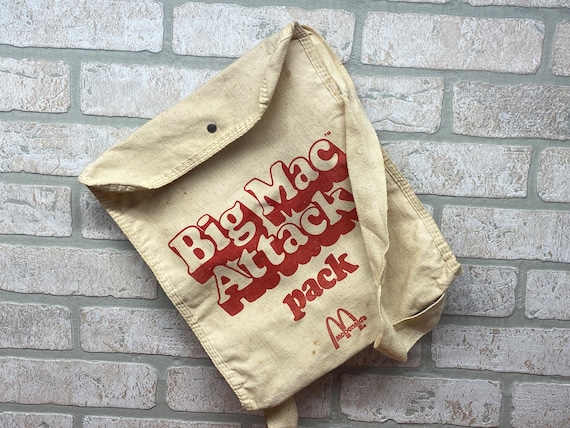 Big Mac™
Attack
pack
McDonald's